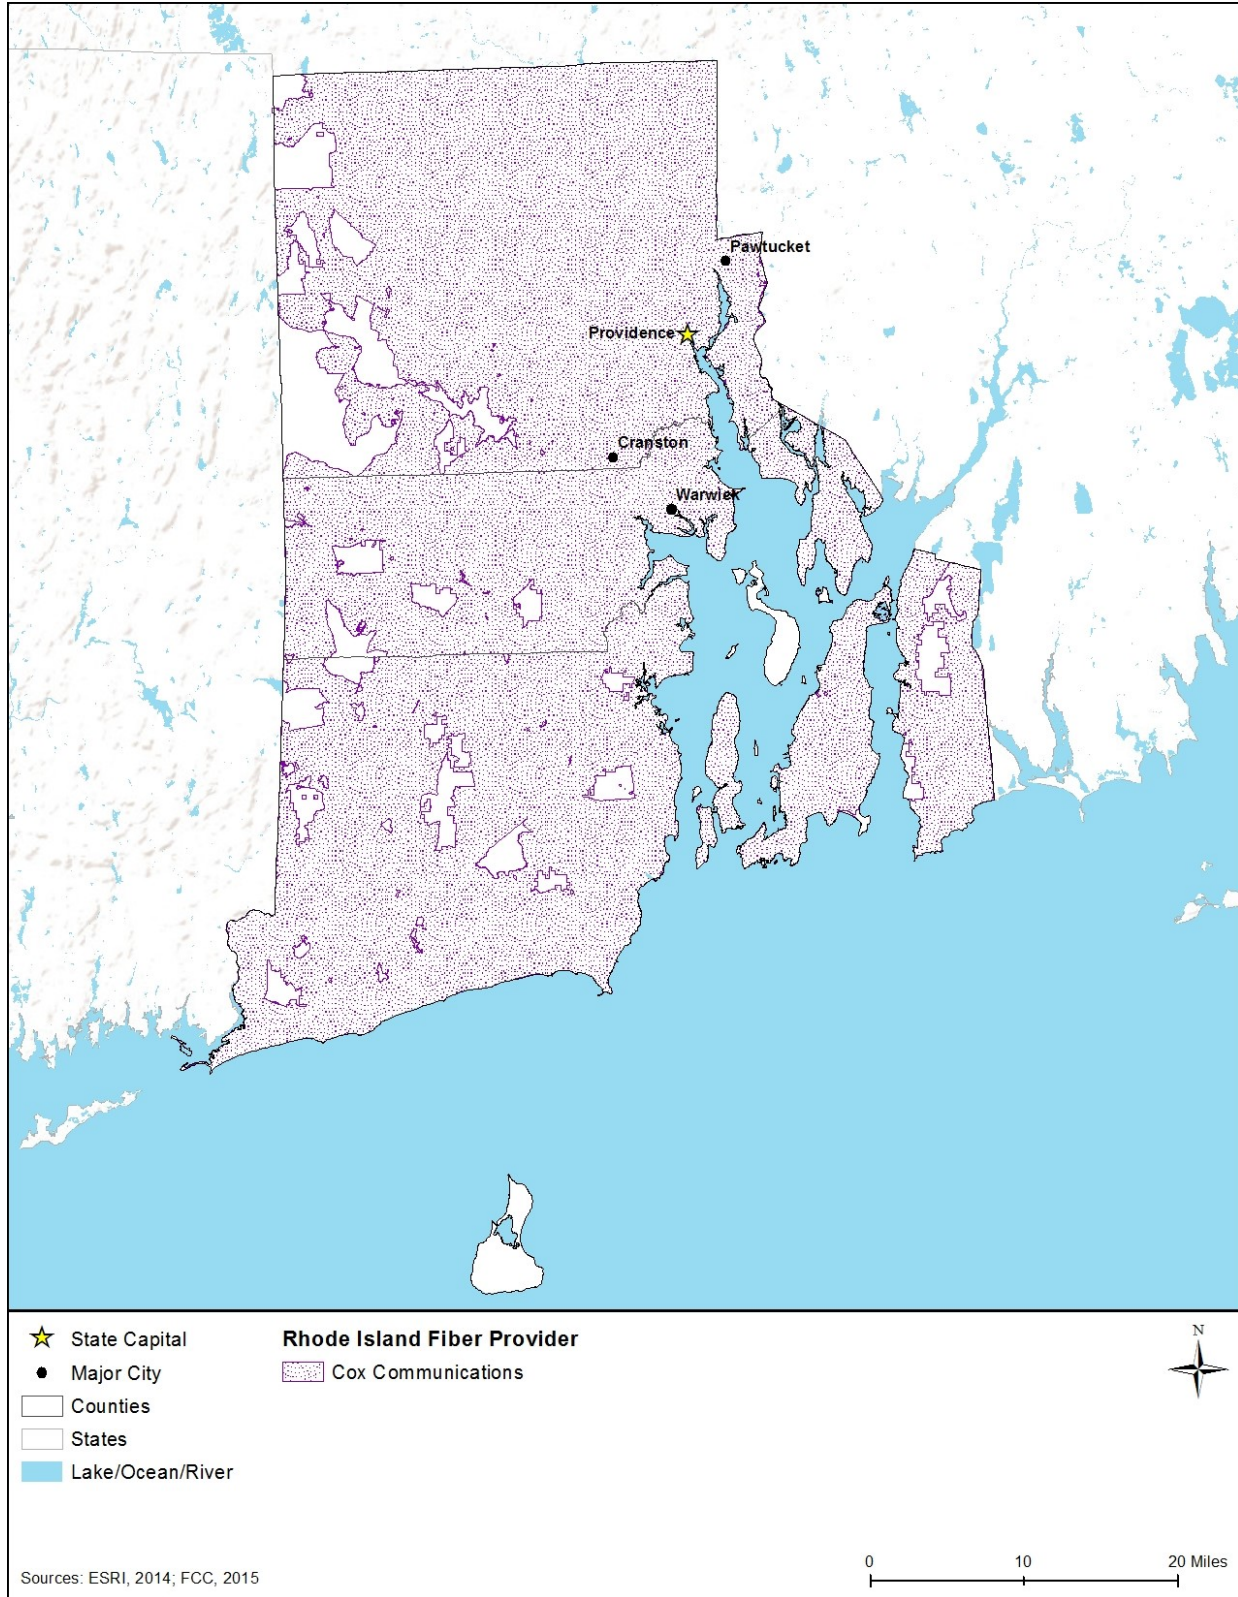 Pawtucket
Providence
Cranston
Warwick
State Capital
Major City
Counties
States
Lake/Ocean/River
Rhode Island Fiber Provider
Cox Communications
N
Sources: ESRI, 2014; FCC, 2015
0 10 20 Miles